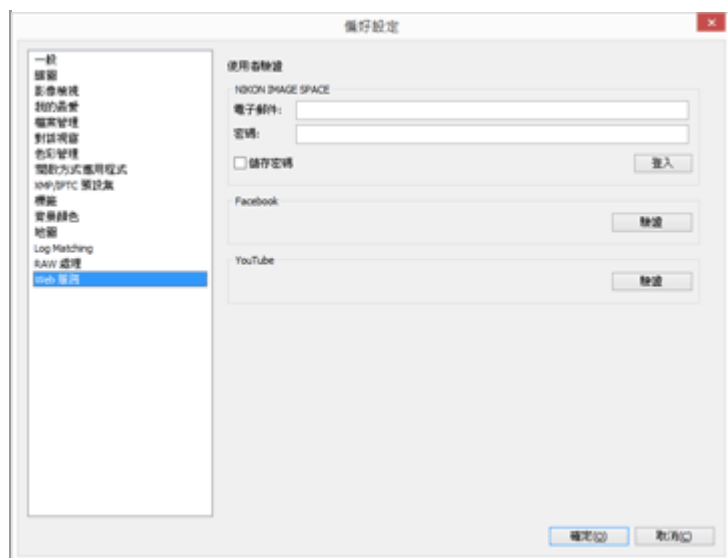 偏好設定
一般
縮圖
影像檢視
我的最愛
檔案管理
對話視窗
色彩管理
開啟方式應用程式
XMP/IPTC 預設集
標籤
背景顏色
地圖
Log Matching
RAW 處理
Web 服務
使用者驗證
NIKON IMAGE SPACE
電子郵件:
密碼:
儲存密碼
登入
Facebook
驗證
YouTube
驗證
確定(O)
取消(C)